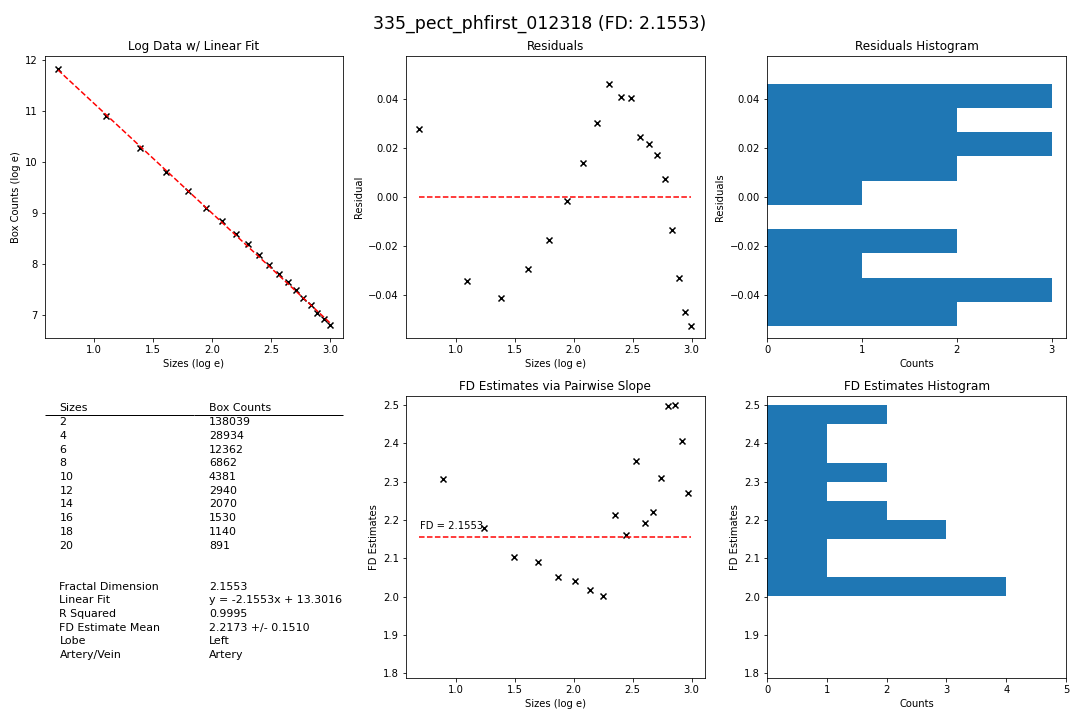 335_pect_phfirst_012318 (FD: 2.1553)
Log Data w/ Linear Fit
Box Counts (log e)
12
11
10
9
8
7
1.0 1.5 2.0 2.5 3.0
Sizes (log e)
Residuals
Residual
0.04
0.02
0.00
−0.02
−0.04
1.0 1.5 2.0 2.5 3.0
Sizes (log e)
Residuals Histogram
Residuals
0.04
0.02
0.00
−0.02
−0.04
0 1 2 3
Counts
Sizes Box Counts
2 138039
4 28934
6 12362
8 6862
10 4381
12 2940
14 2070
16 1530
18 1140
20 891
Fractal Dimension 2.1553
Linear Fit y = -2.1553x + 13.3016
R Squared 0.9995
FD Estimate Mean 2.2173 +/- 0.1510
Lobe Left
Artery/Vein Artery
FD Estimates via Pairwise Slope
FD Estimates
2.5
2.4
2.3
2.2
2.1
2.0
1.9
1.8
FD = 2.1553
1.0 1.5 2.0 2.5 3.0
Sizes (log e)
FD Estimates Histogram
FD Estimates
2.5
2.4
2.3
2.2
2.1
2.0
1.9
1.8
0 1 2 3 4 5
Counts